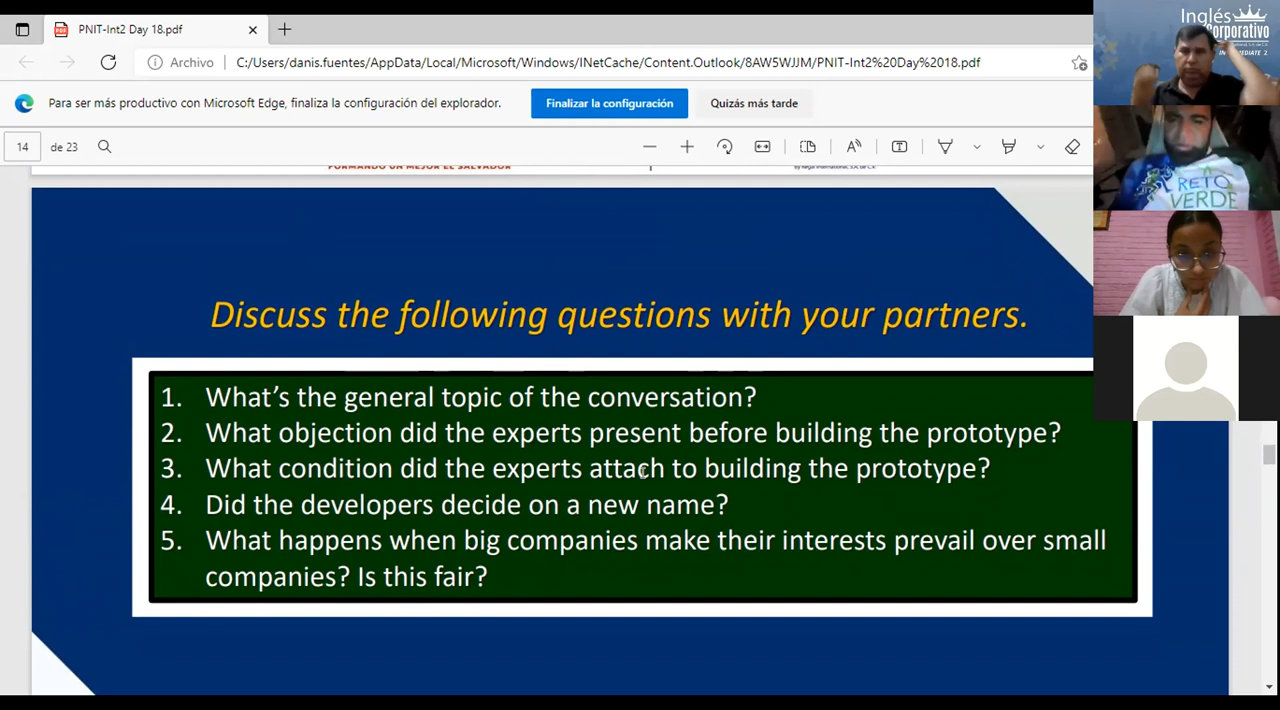 PNIT-Int2 Day 18.pdf
Archivo
C:/Users/danis.fuentes/AppData/Local/Microsoft/Windows/INetCache/Content.Outlook/8AW5WJJM/PNIT-Int2%20Day%2018.pdf
Para ser más productivo con Microsoft Edge, finaliza la configuración del explorador.
Finalizar la configuración
Quizás más tarde
14
de 23
FORMANDO UN MEJOR EL SALVADOR
Discuss the following questions with your partners.
1. What's the general topic of the conversation?
2. What objection did the experts present before building the prototype?
3. What condition did the experts attach to building the prototype?
4. Did the developers decide on a new name?
5. What happens when big companies make their interests prevail over small
companies? Is this fair?
Inglés
Corporativo
RETO
VERDE